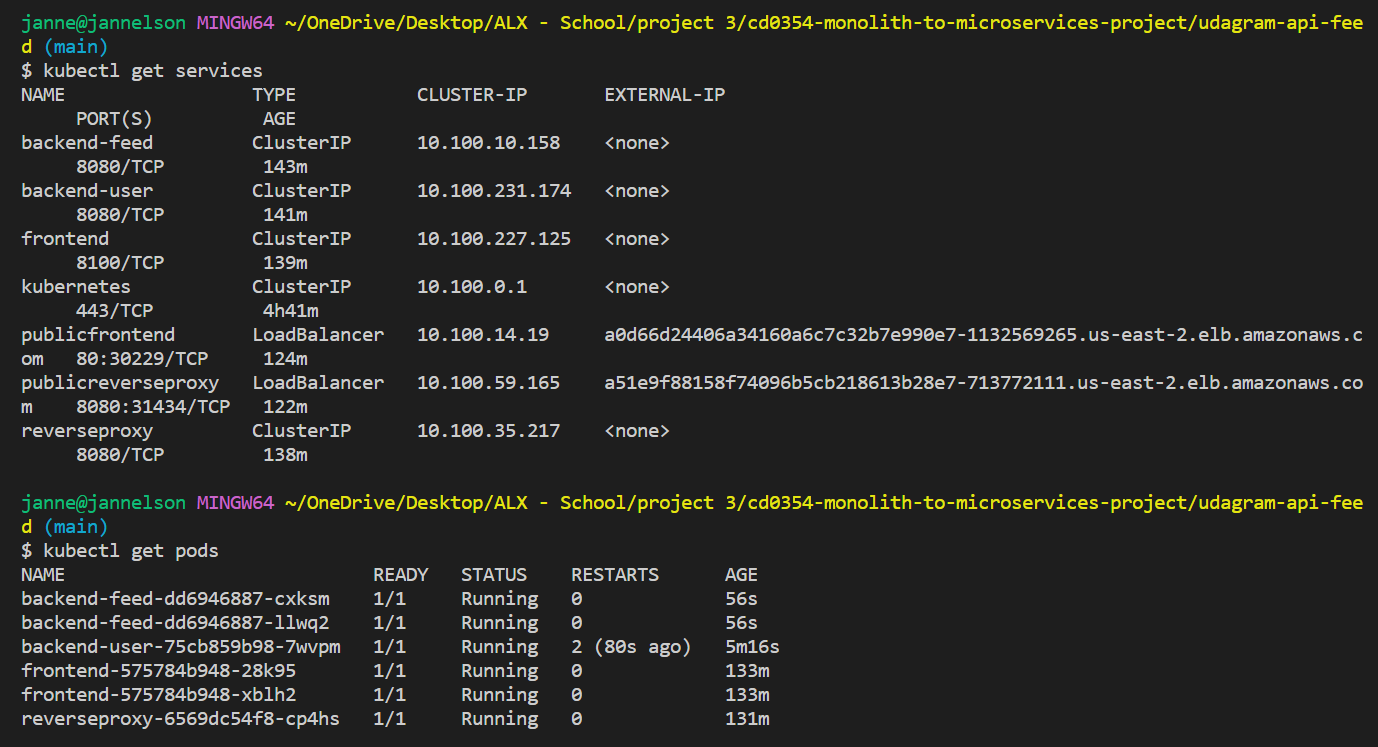 janne@jannelson MINGW64 ~/OneDrive/Desktop/ALX - School/project 3/cd0354-monolith-to-microservices-project/udagram-api-fee
d (main)
$ kubectl get services
NAME                 TYPE           CLUSTER-IP       EXTERNAL-IP
     PORT(S)          AGE
backend-feed         ClusterIP      10.100.10.158    <none>
     8080/TCP         143m
backend-user         ClusterIP      10.100.231.174   <none>
     8080/TCP         141m
frontend             ClusterIP      10.100.227.125   <none>
     8100/TCP         139m
kubernetes           ClusterIP      10.100.0.1       <none>
     443/TCP          4h41m
publicfrontend       LoadBalancer   10.100.14.19     a0d66d24406a34160a6c7c32b7e990e7-1132569265.us-east-2.elb.amazonaws.c
om   80:30229/TCP     124m
publicreverseproxy   LoadBalancer   10.100.59.165    a51e9f88158f74096b5cb218613b28e7-713772111.us-east-2.elb.amazonaws.co
m    8080:31434/TCP   122m
reverseproxy         ClusterIP      10.100.35.217    <none>
     8080/TCP         138m
janne@jannelson MINGW64 ~/OneDrive/Desktop/ALX - School/project 3/cd0354-monolith-to-microservices-project/udagram-api-fee
d (main)
$ kubectl get pods
NAME                            READY   STATUS    RESTARTS      AGE
backend-feed-dd6946887-cxksm    1/1     Running   0             56s
backend-feed-dd6946887-llwq2    1/1     Running   0             56s
backend-user-75cb859b98-7wvpm   1/1     Running   2 (80s ago)   5m16s
frontend-575784b948-28k95       1/1     Running   0             133m
frontend-575784b948-xblh2       1/1     Running   0             133m
reverseproxy-6569dc54f8-cp4hs   1/1     Running   0             131m